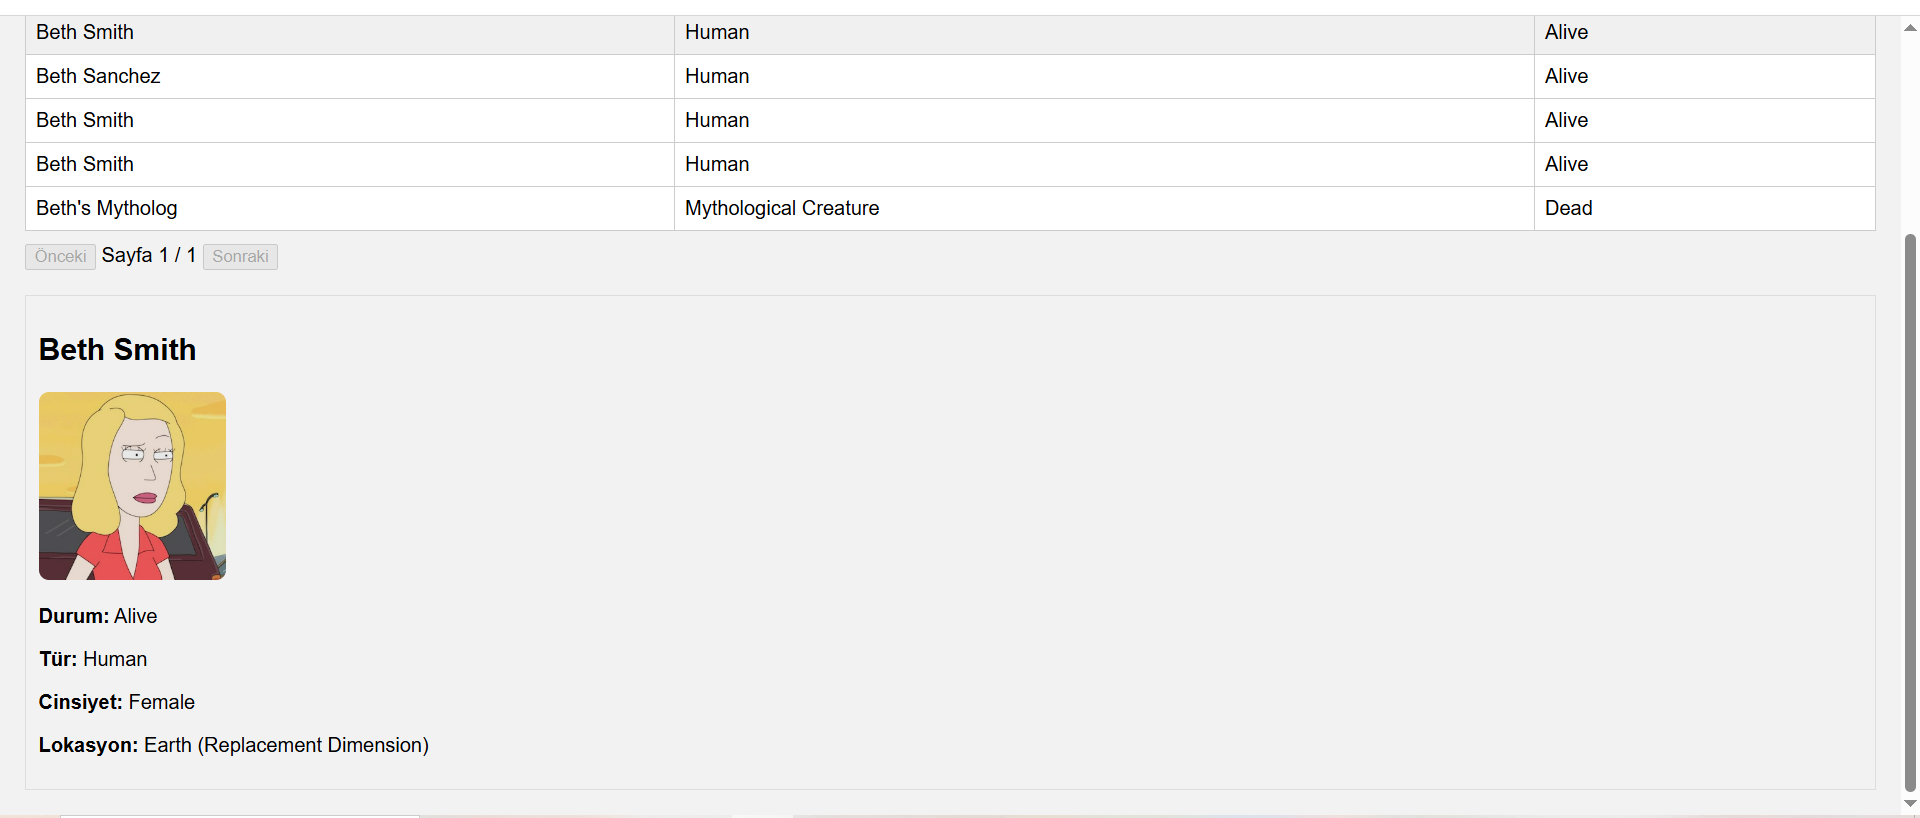 Beth Smith Human Alive
Beth Sanchez Human Alive
Beth Smith Human Alive
Beth Smith Human Alive
Beth's Mytholog Mythological Creature Dead
Önceki Sayfa 1 / 1 Sonraki
Beth Smith
Durum: Alive
Tür: Human
Cinsiyet: Female
Lokasyon: Earth (Replacement Dimension)